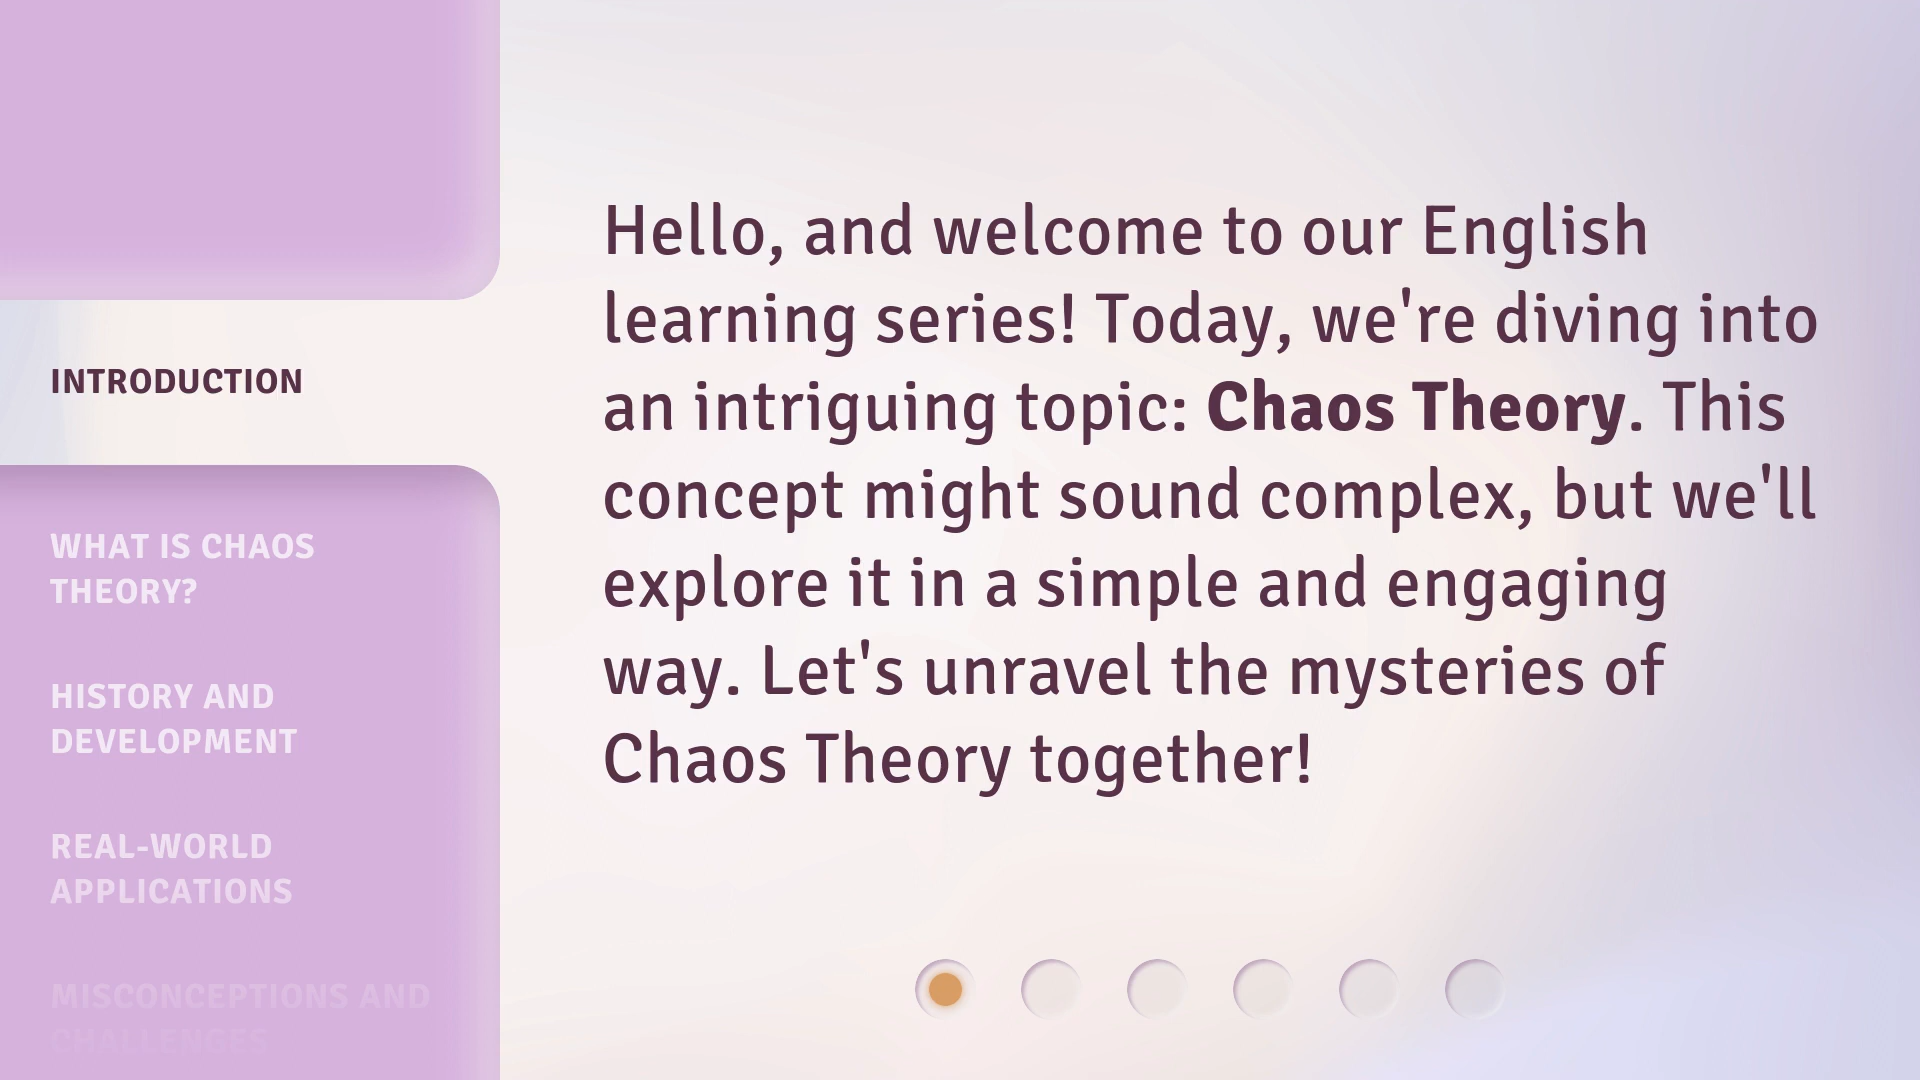 INTRODUCTION
WHAT IS CHAOS
THEORY?
HISTORY AND
DEVELOPMENT
REAL-WORLD
APPLICATIONS
MISCONCEPTIONS AND
CHALLENGES
Hello, and welcome to our English
learning series! Today, we're diving into
an intriguing topic: Chaos Theory. This
concept might sound complex, but we'll
explore it in a simple and engaging
way. Let's unravel the mysteries of
Chaos Theory together!